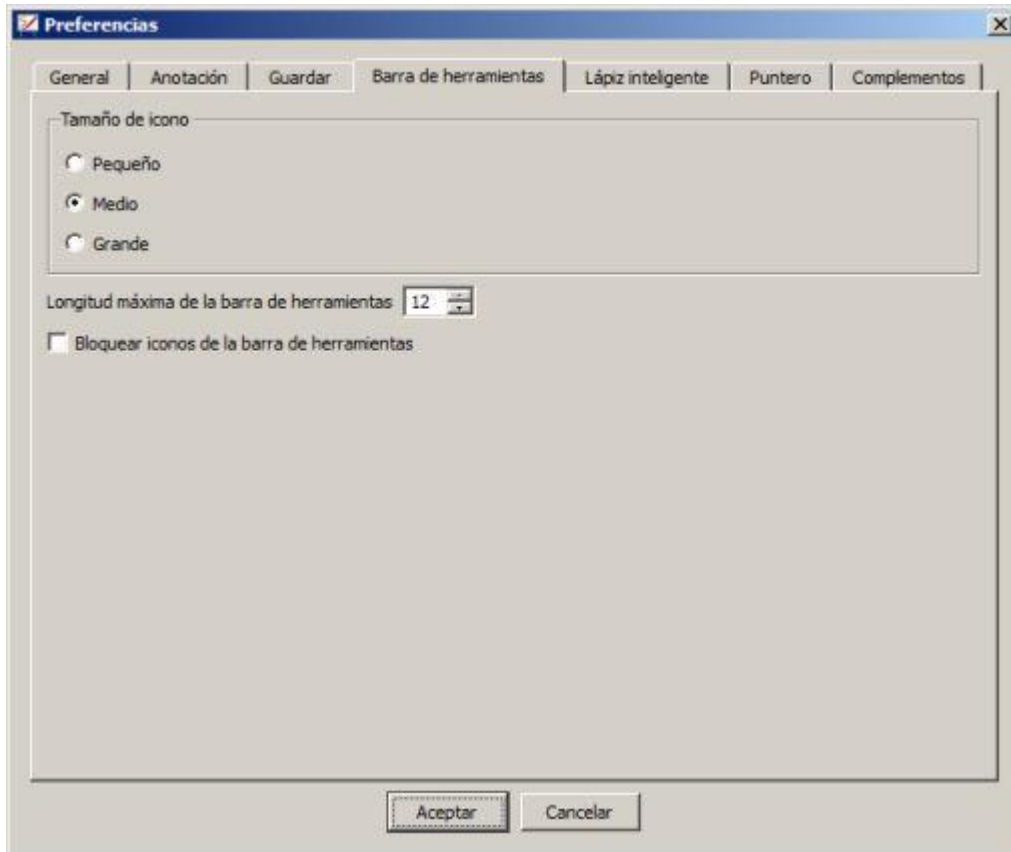 Preferencias
General Anotación Guardar Barra de herramientas Lápiz inteligente Puntero Complementos
Tamaño de icono
Pequeño
Medio
Grande
Longitud máxima de la barra de herramientas 12
Bloquear iconos de la barra de herramientas
Aceptar Cancelar